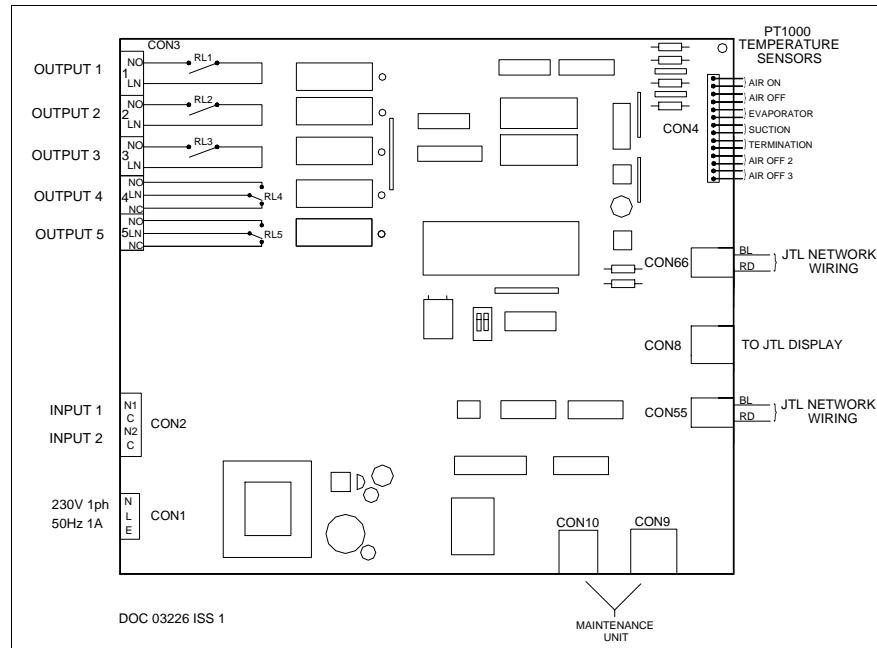 CON3
PT1000
TEMPERATURE
SENSORS
OUTPUT 1
NO
1
LN
RL1
OUTPUT 2
NO
2
LN
RL2
OUTPUT 3
NO
3
LN
RL3
OUTPUT 4
NO
4
LN
NC
RL4
OUTPUT 5
NO
5
LN
NC
RL5
CON4
AIR ON
AIR OFF
EVAPORATOR
SUCTION
TERMINATION
AIR OFF 2
AIR OFF 3
CON66
BL
RD
JTL NETWORK
WIRING
CON8
TO JTL DISPLAY
CON55
BL
RD
JTL NETWORK
WIRING
INPUT 1
INPUT 2
N1
C
N2
C
CON2
230V 1ph
50Hz 1A
N
L
E
CON1
CON10
CON9
DOC 03226 ISS 1
MAINTENANCE
UNIT